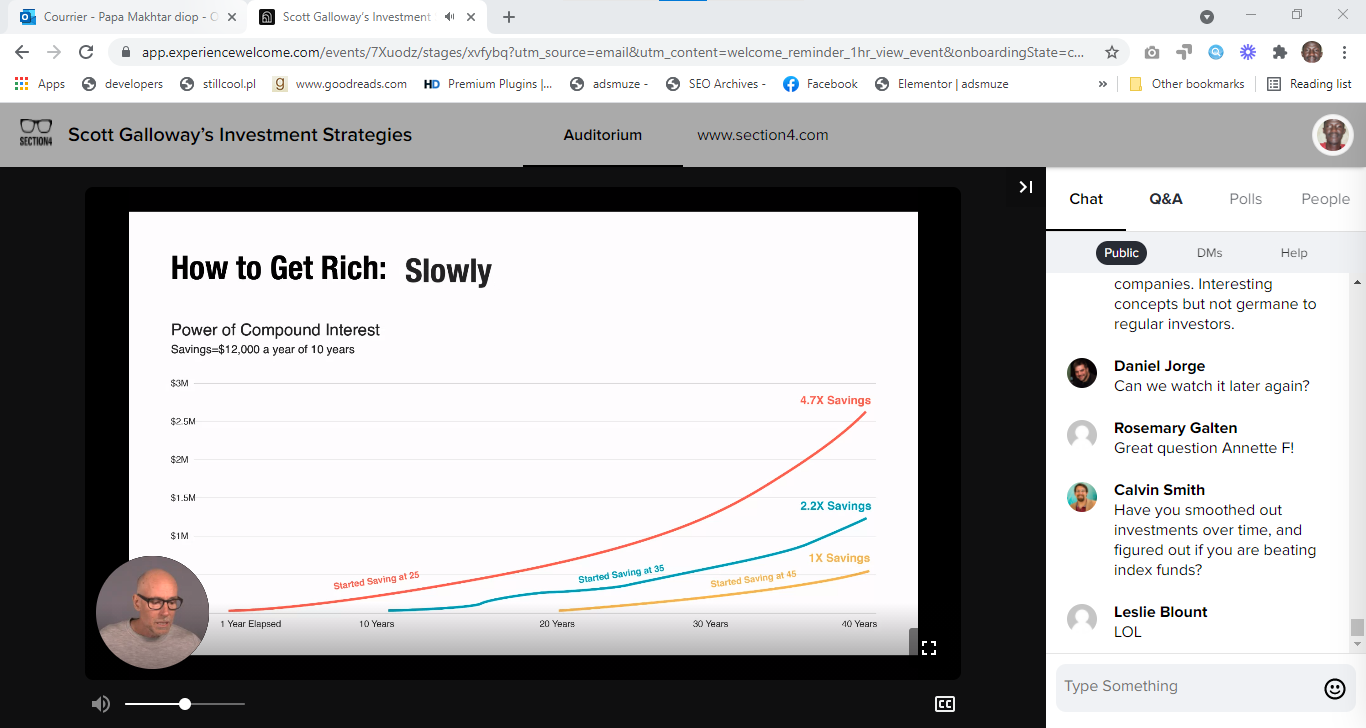 Courrier - Papa Makhtar diop - O
Scott Galloway's Investment
app.experiencewelcome.com/events/7Xuodz/stages/xvfybq?utm_source=email&utm_content=welcome_reminder_1hr_view_event&onboardingState=c...
Apps
developers
stillcool.pl
g
www.goodreads.com
HD
Premium Plugins |...
adsmuze -
SEO Archives -
Facebook
Elementor | adsmuze
»
Other bookmarks
Reading list
SECTION4
Scott Galloway's Investment Strategies
Auditorium
www.section4.com
How to Get Rich: Slowly
Power of Compound Interest
Savings=$12,000 a year of 10 years
$3M
4.7X Savings
$2.5M
$2M
$1.5M
2.2X Savings
$1M
1X Savings
Started Saving at 25
Started Saving at 35
Started Saving at 45
1 Year Elapsed
10 Years
20 Years
30 Years
40 Years
CC
Chat
Q&A
Polls
People
Public
DMs
Help
companies. Interesting
concepts but not germane to
regular investors.
Daniel Jorge
Can we watch it later again?
Rosemary Galten
Great question Annette F!
Calvin Smith
Have you smoothed out
investments over time, and
figured out if you are beating
index funds?
Leslie Blount
LOL
Type Something